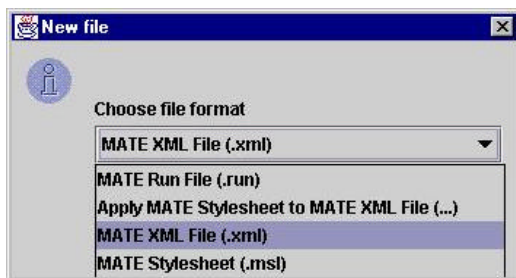 New file
Choose file format
MATE XML File (.xml)
MATE Run File (.run)
Apply MATE Stylesheet to MATE XML File (...)
MATE XML File (.xml)
MATE Stylesheet (.msl)